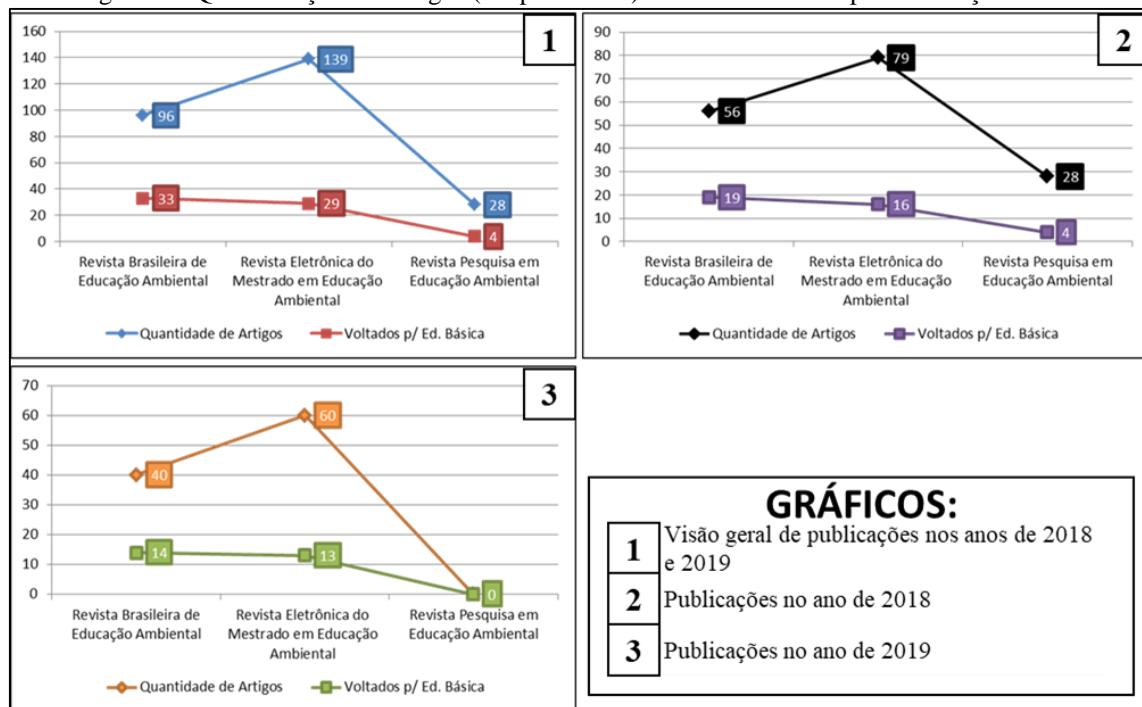 1
160
140
120
100
80
60
40
20
0
139
96
28
33
29
4
Revista Brasileira de
Educação Ambiental
Revista Eletrônica do
Mestrado em Educação
Ambiental
Revista Pesquisa em
Educação Ambiental
Quantidade de Artigos
Voltados p/ Ed. Básica
2
90
80
70
60
50
40
30
20
10
0
79
56
28
19
16
4
Revista Brasileira de
Educação Ambiental
Revista Eletrônica do
Mestrado em Educação
Ambiental
Revista Pesquisa em
Educação Ambiental
Quantidade de Artigos
Voltados p/ Ed. Básica
3
70
60
50
40
30
20
10
0
60
40
14
13
0
Revista Brasileira de
Educação Ambiental
Revista Eletrônica do
Mestrado em Educação
Ambiental
Revista Pesquisa em
Educação Ambiental
Quantidade de Artigos
Voltados p/ Ed. Básica
GRÁFICOS:
1 Visão geral de publicações nos anos de 2018
e 2019
2 Publicações no ano de 2018
3 Publicações no ano de 2019